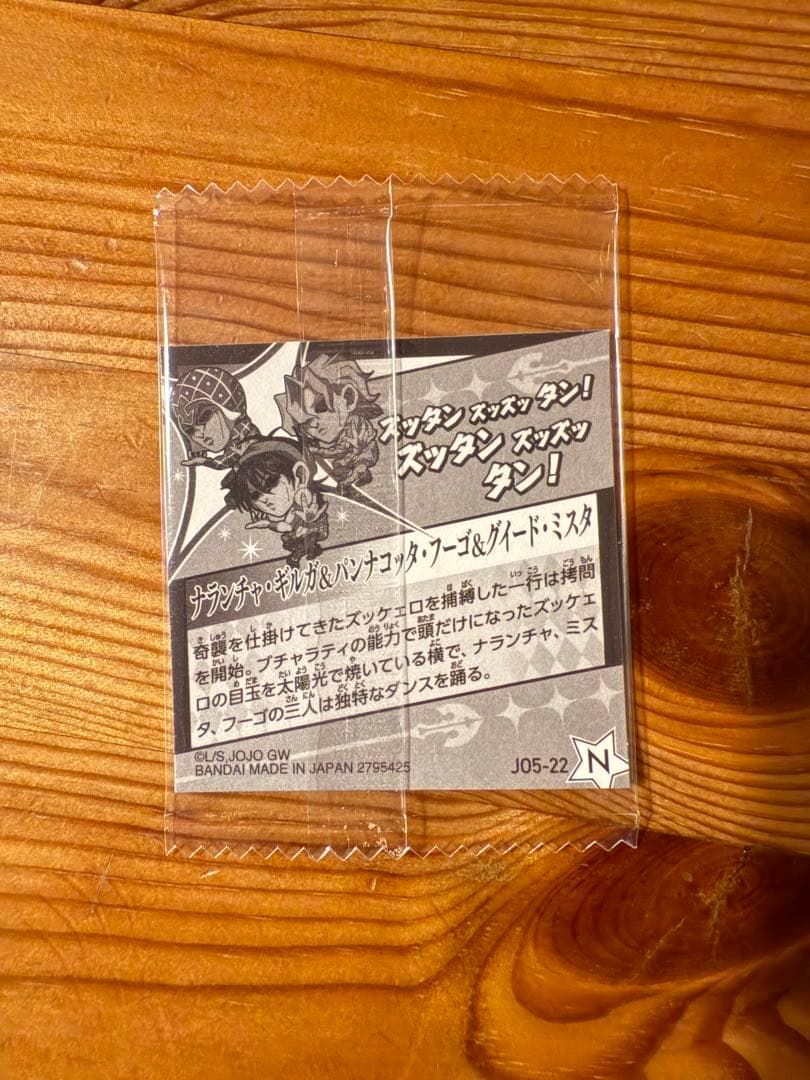 ズッタン ズッズッ タン!
ズッタン ズッズッ
タン!
ナランチャ・ギルガ&パンナコッタ・フーゴ&グイード・ミスタ
奇襲を仕掛けてきたズッケェロを捕縛した一行は拷問
を開始。ブチャラティの能力で頭だけになったズッケェ
ロの目玉を太陽光で焼いている横で、ナランチャ、ミス
タ、フーゴの三人は独特なダンスを踊る。
©L/S,JOJO GW
BANDAI MADE IN JAPAN 2795425
J05-22 N